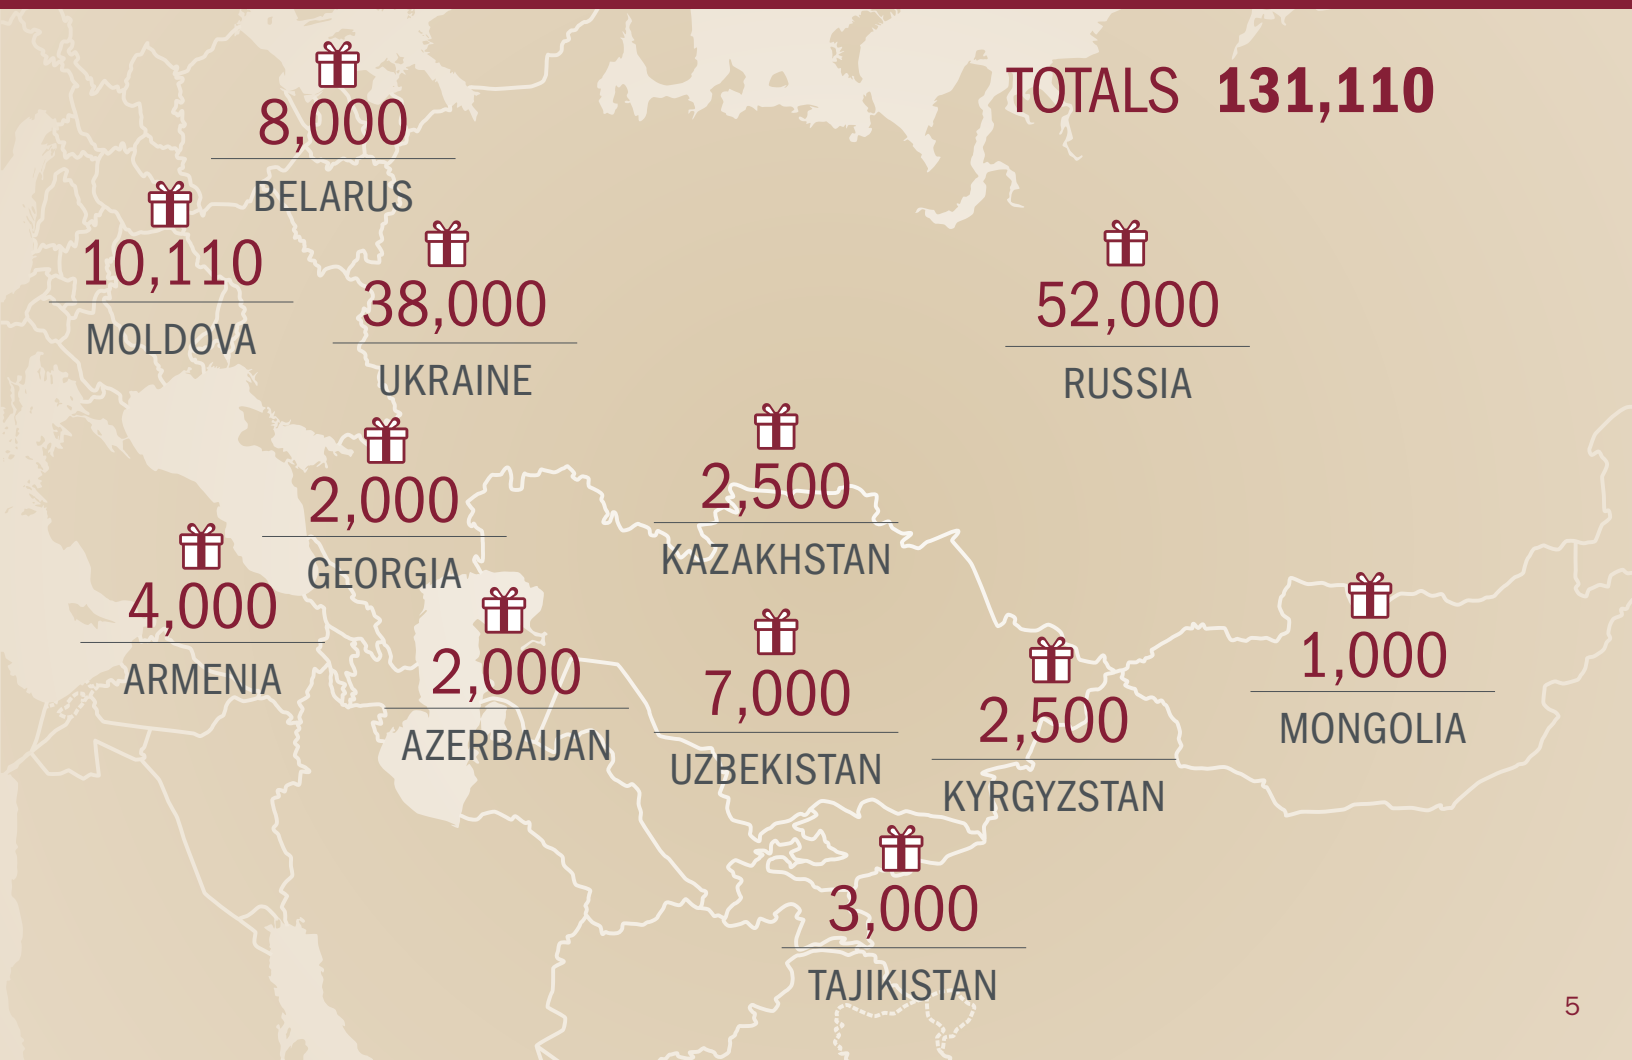 TOTALS 131,110
8,000
BELARUS
10,110
MOLDOVA
38,000
UKRAINE
52,000
RUSSIA
2,000
GEORGIA
2,500
KAZAKHSTAN
4,000
ARMENIA
2,000
AZERBAIJAN
7,000
UZBEKISTAN
2,500
KYRGYZSTAN
1,000
MONGOLIA
3,000
TAJIKISTAN
5